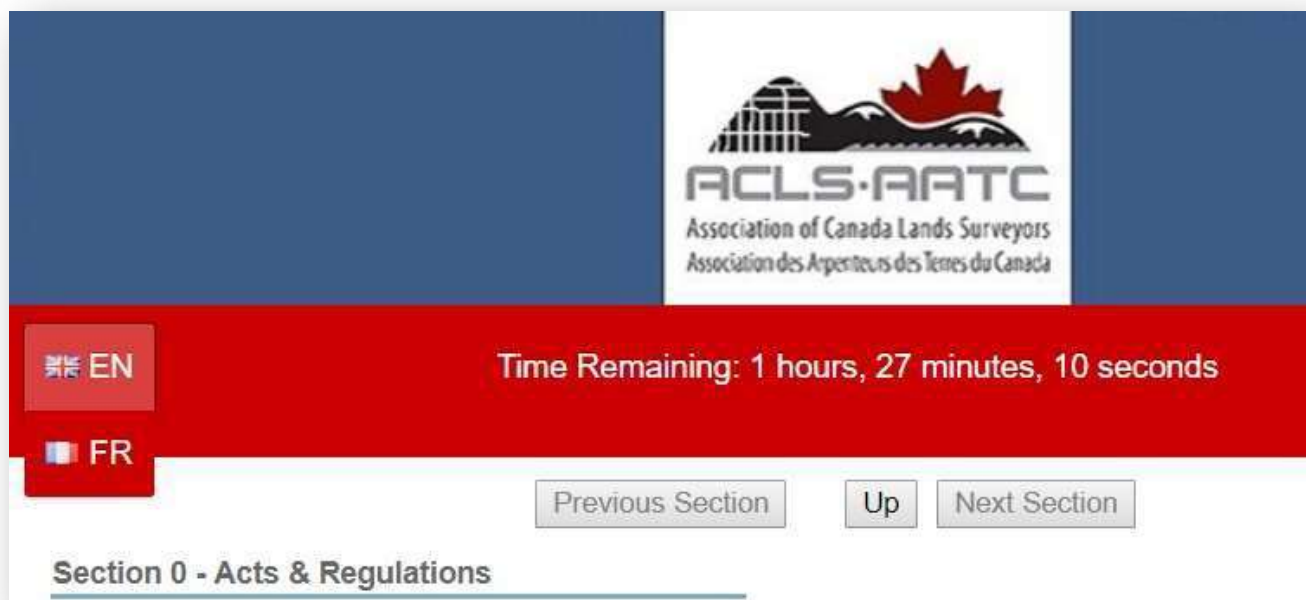 ACLS·AATC
Association of Canada Lands Surveyors
Association des Arpenteurs des Terres du Canada
EN
Time Remaining: 1 hours, 27 minutes, 10 seconds
FR
Previous Section
Up
Next Section
Section 0 - Acts & Regulations